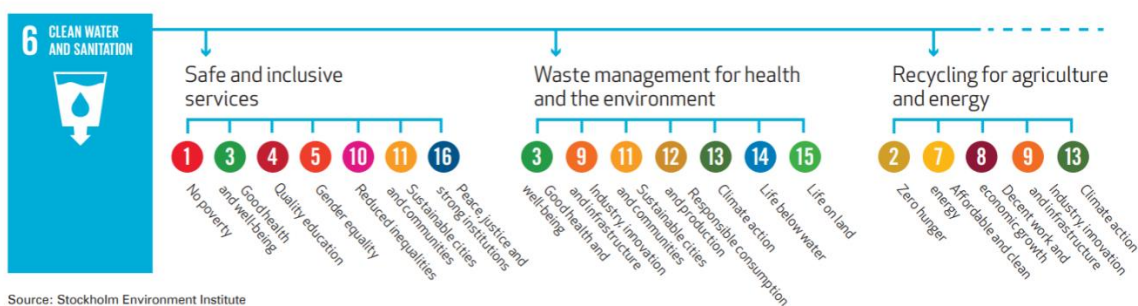 6 CLEAN WATER
AND SANITATION
Safe and inclusive
services
1
No poverty
3
Good health
and well-being
4
Quality education
5
Gender equality
10
Reduced inequalities
11
Sustainable cities
and communities
16
Peace, justice and
strong institutions
Waste management for health
and the environment
3
Good health and
well-being
9
Industry, innovation
and infrastructure
11
Sustainable cities
and communities
12
Responsible consumption
and production
13
Climate action
14
Life below water
15
Life on land
Recycling for agriculture
and energy
2
Zero hunger
7
Affordable and clean
energy
8
Decent work and
economic growth
9
Industry, innovation
and infrastructure
13
Climate action
Source: Stockholm Environment Institute